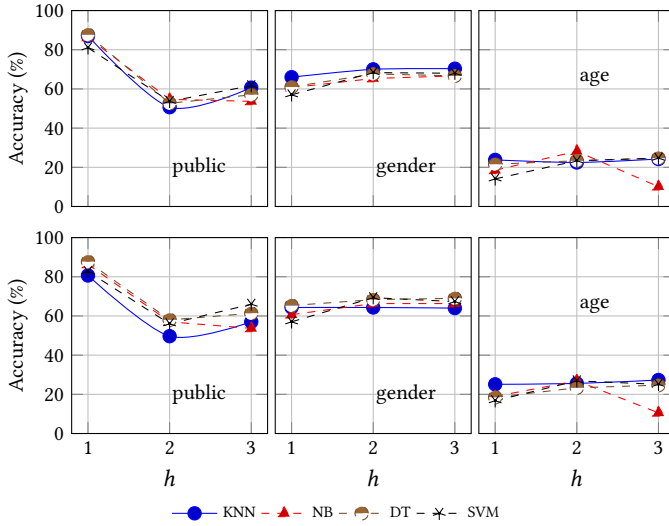 100
80
60
40
20
0
Accuracy (%)
public
gender
age
100
80
60
40
20
0
Accuracy (%)
public
gender
age
1 2 3 1 2 3 1 2 3
h h h
KNN NB DT SVM